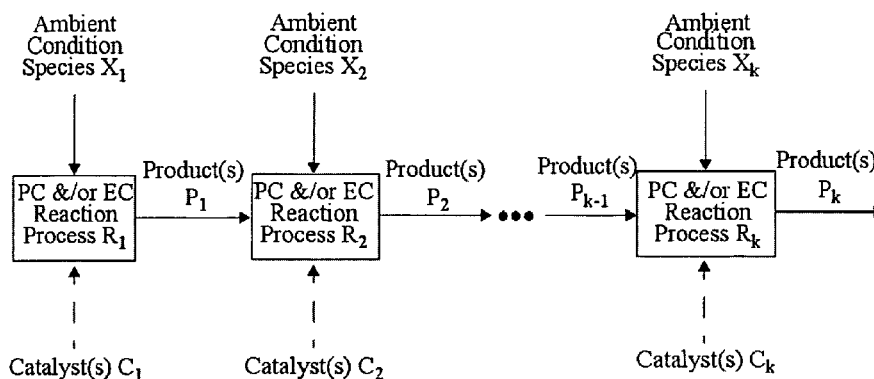 Ambient
Condition
Species X₁
Ambient
Condition
Species X₂
Ambient
Condition
Species Xₖ
PC &/or EC
Reaction
Process R₁
Product(s)
P₁
PC &/or EC
Reaction
Process R₂
Product(s)
P₂
•••
Product(s)
Pₖ₋₁
PC &/or EC
Reaction
Process Rₖ
Product(s)
Pₖ
Catalyst(s) C₁
Catalyst(s) C₂
Catalyst(s) Cₖ